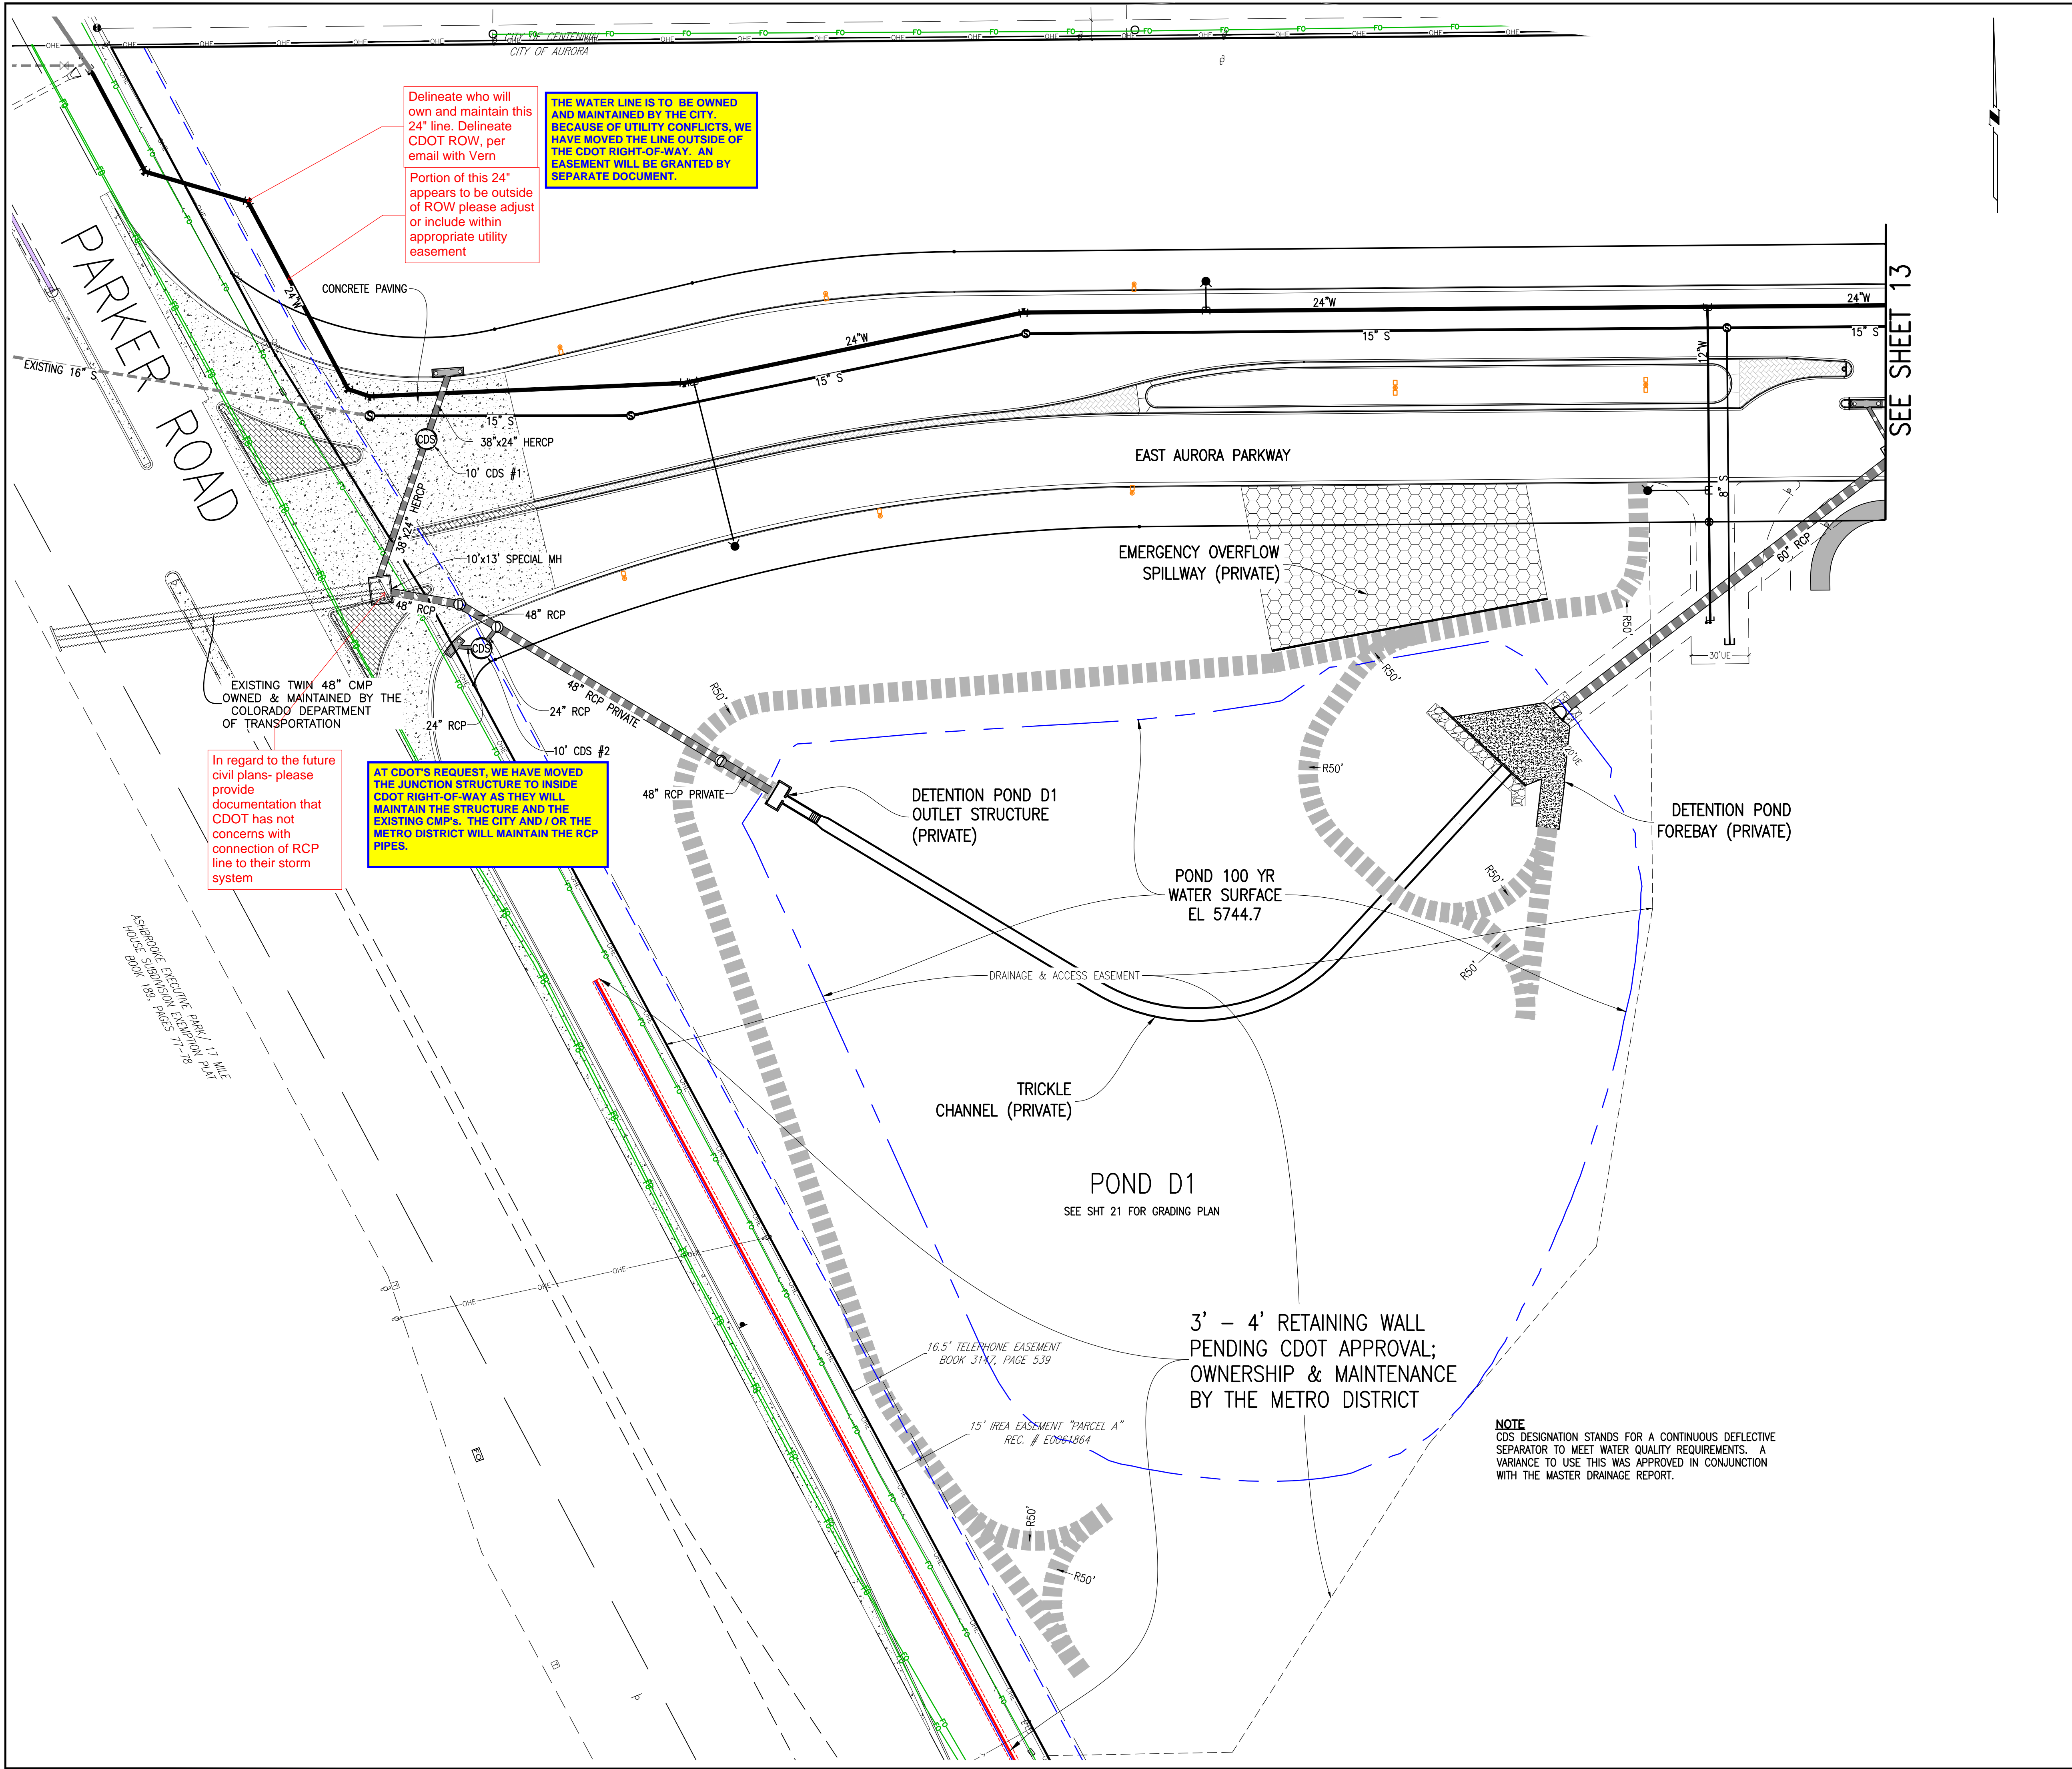 CITY OF CENTENNIAL
CITY OF AURORA
Delineate who will
own and maintain this
24" line. Delineate
CDOT ROW, per
email with Vern
THE WATER LINE IS TO BE OWNED
AND MAINTAINED BY THE CITY.
BECAUSE OF UTILITY CONFLICTS, WE
HAVE MOVED THE LINE OUTSIDE OF
THE CDOT RIGHT-OF-WAY. AN
EASEMENT WILL BE GRANTED BY
SEPARATE DOCUMENT.
Portion of this 24"
appears to be outside
of ROW please adjust
or include within
appropriate utility
easement
N
PARKER ROAD
CONCRETE PAVING
24"W
24"W
24"W
24"W
SEE SHEET 13
EXISTING 16" S
15" S
15" S
15" S
15" S
12"W
8" S
38"x24" HERCP
CDS
10' CDS #1
38"x24" HERCP
EAST AURORA PARKWAY
10'x13' SPECIAL MH
48" RCP
48" RCP
CDS
EMERGENCY OVERFLOW
SPILLWAY (PRIVATE)
60" RCP
R50'
R50'
30'UE
EXISTING TWIN 48" CMP
OWNED & MAINTAINED BY THE
COLORADO DEPARTMENT
OF TRANSPORTATION
24" RCP
24" RCP
10' CDS #2
48" RCP PRIVATE
48" RCP PRIVATE
R50'
R50'
20'UE
In regard to the future
civil plans- please
provide
documentation that
CDOT has not
concerns with
connection of RCP
line to their storm
system
AT CDOT'S REQUEST, WE HAVE MOVED
THE JUNCTION STRUCTURE TO INSIDE
CDOT RIGHT-OF-WAY AS THEY WILL
MAINTAIN THE STRUCTURE AND THE
EXISTING CMP's. THE CITY AND / OR THE
METRO DISTRICT WILL MAINTAIN THE RCP
PIPES.
DETENTION POND D1
OUTLET STRUCTURE
(PRIVATE)
DETENTION POND
FOREBAY (PRIVATE)
POND 100 YR
WATER SURFACE
EL 5744.7
R50'
R50'
DRAINAGE & ACCESS EASEMENT
ASHBROOKE EXECUTIVE PARK/ 17 MILE
HOUSE SUBDIVISION EXEMPTION PLAT
BOOK 189, PAGES 77-78
TRICKLE
CHANNEL (PRIVATE)
POND D1
SEE SHT 21 FOR GRADING PLAN
3' - 4' RETAINING WALL
PENDING CDOT APPROVAL;
OWNERSHIP & MAINTENANCE
BY THE METRO DISTRICT
16.5' TELEPHONE EASEMENT
BOOK 3147, PAGE 539
15' IREA EASEMENT "PARCEL A"
REC. # E0061864
NOTE
CDS DESIGNATION STANDS FOR A CONTINUOUS DEFLECTIVE
SEPARATOR TO MEET WATER QUALITY REQUIREMENTS. A
VARIANCE TO USE THIS WAS APPROVED IN CONJUNCTION
WITH THE MASTER DRAINAGE REPORT.
R50'
R50'